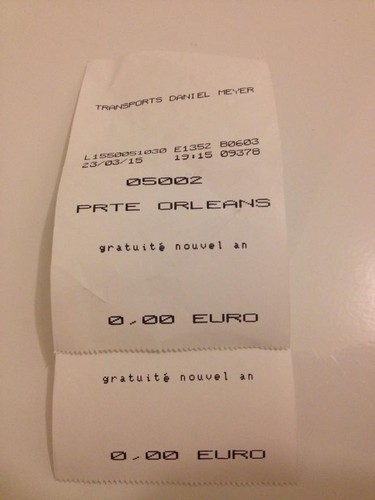 TRANSPORTS DANIEL MEYER
L1550051030 E1352 B0603
23/03/15 19:15 09378
05002
PRTE ORLEANS
gratuité nouvel an
0,00 EURO
gratuité nouvel an
0,00 EURO